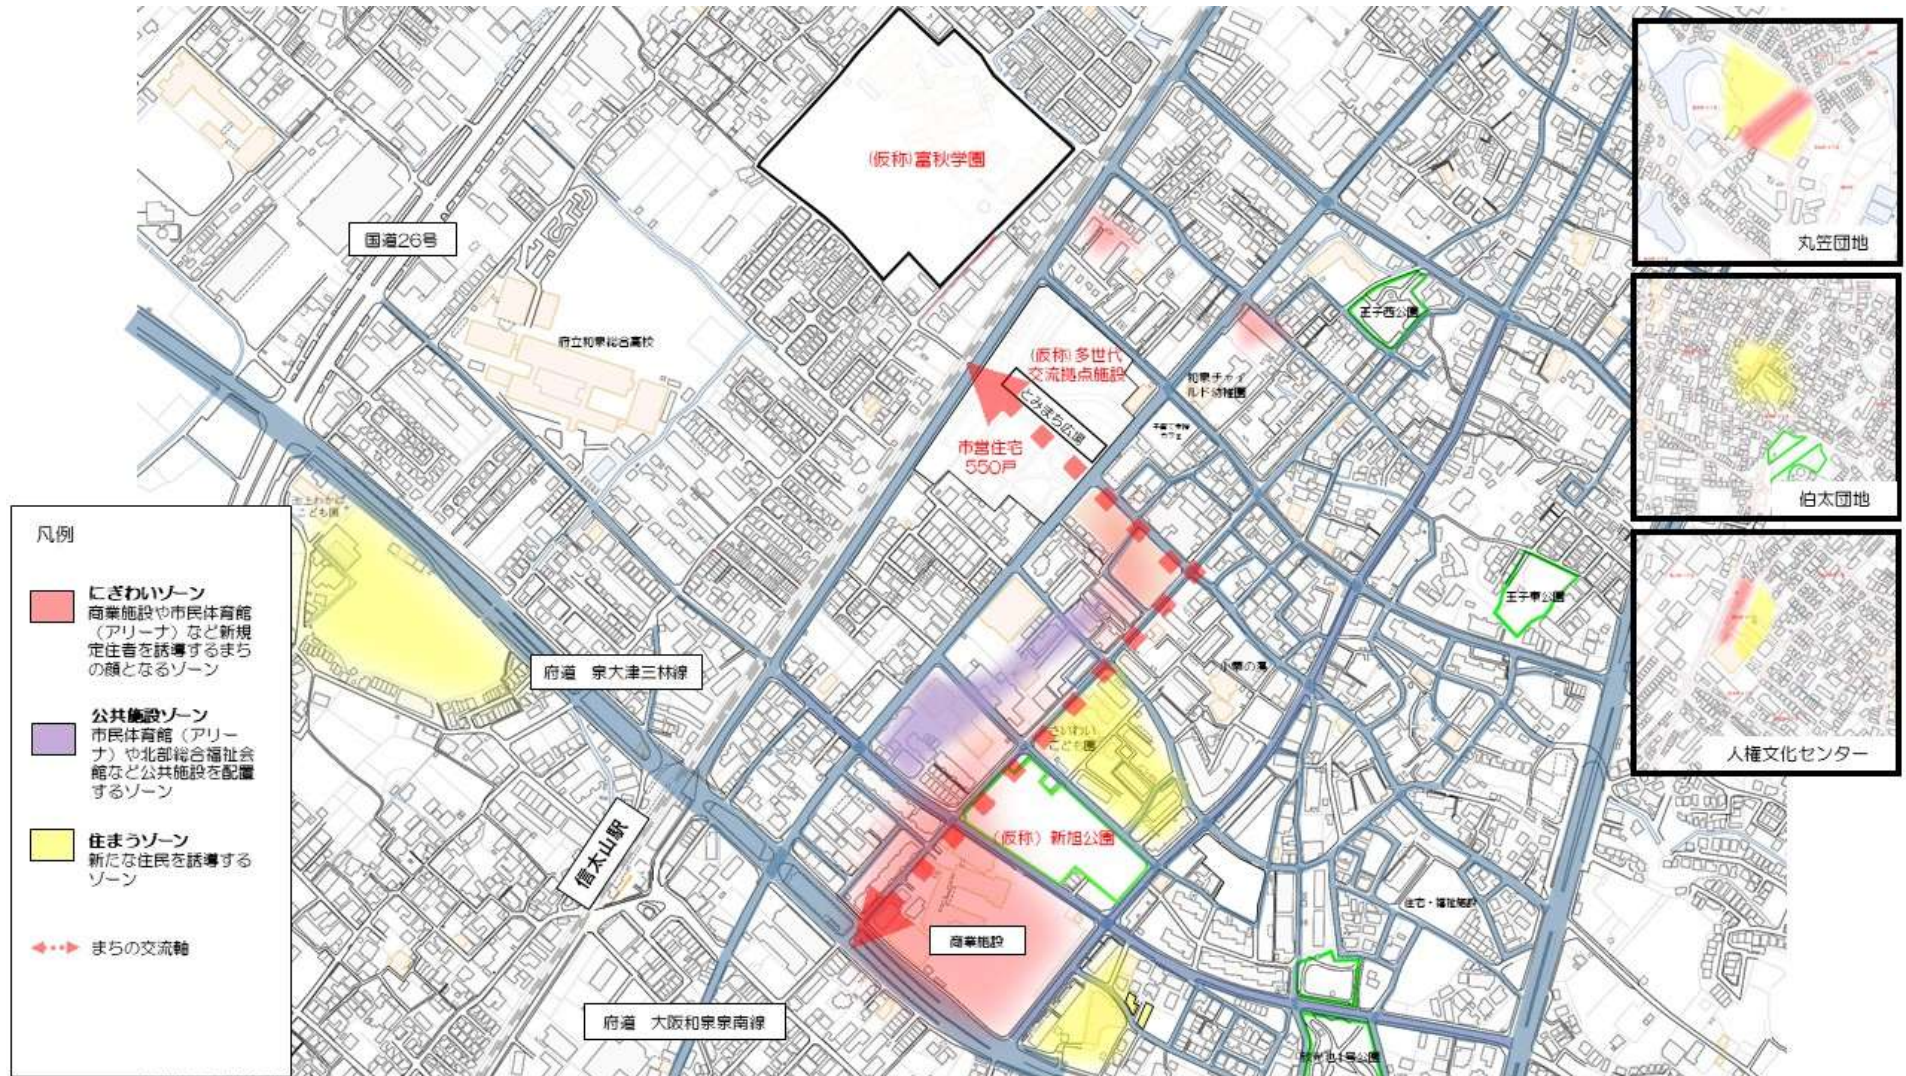 (仮称)富秋学園
国道26号
丸笠団地
府立和泉総合高校
王子西公園
(仮称)多世代
交流拠点施設
とみまち広場
和泉チャイ
ルド幼稚園
市営住宅
550戸
伯太団地
こども園
凡例
にぎわいゾーン
商業施設や市民体育館
(アリーナ)など新規
定住者を誘導するまち
の顔となるゾーン
公共施設ゾーン
市民体育館(アリー
ナ)や北部総合福祉会
館など公共施設を配置
するゾーン
住まうゾーン
新たな住民を誘導する
ゾーン
まちの交流軸
王子東公園
府道 泉大津三林線
小栗の湯
さいわい
こども園
人権文化センター
(仮称)新旭公園
信太山駅
住宅・福祉施設
商業施設
府道 大阪和泉泉南線